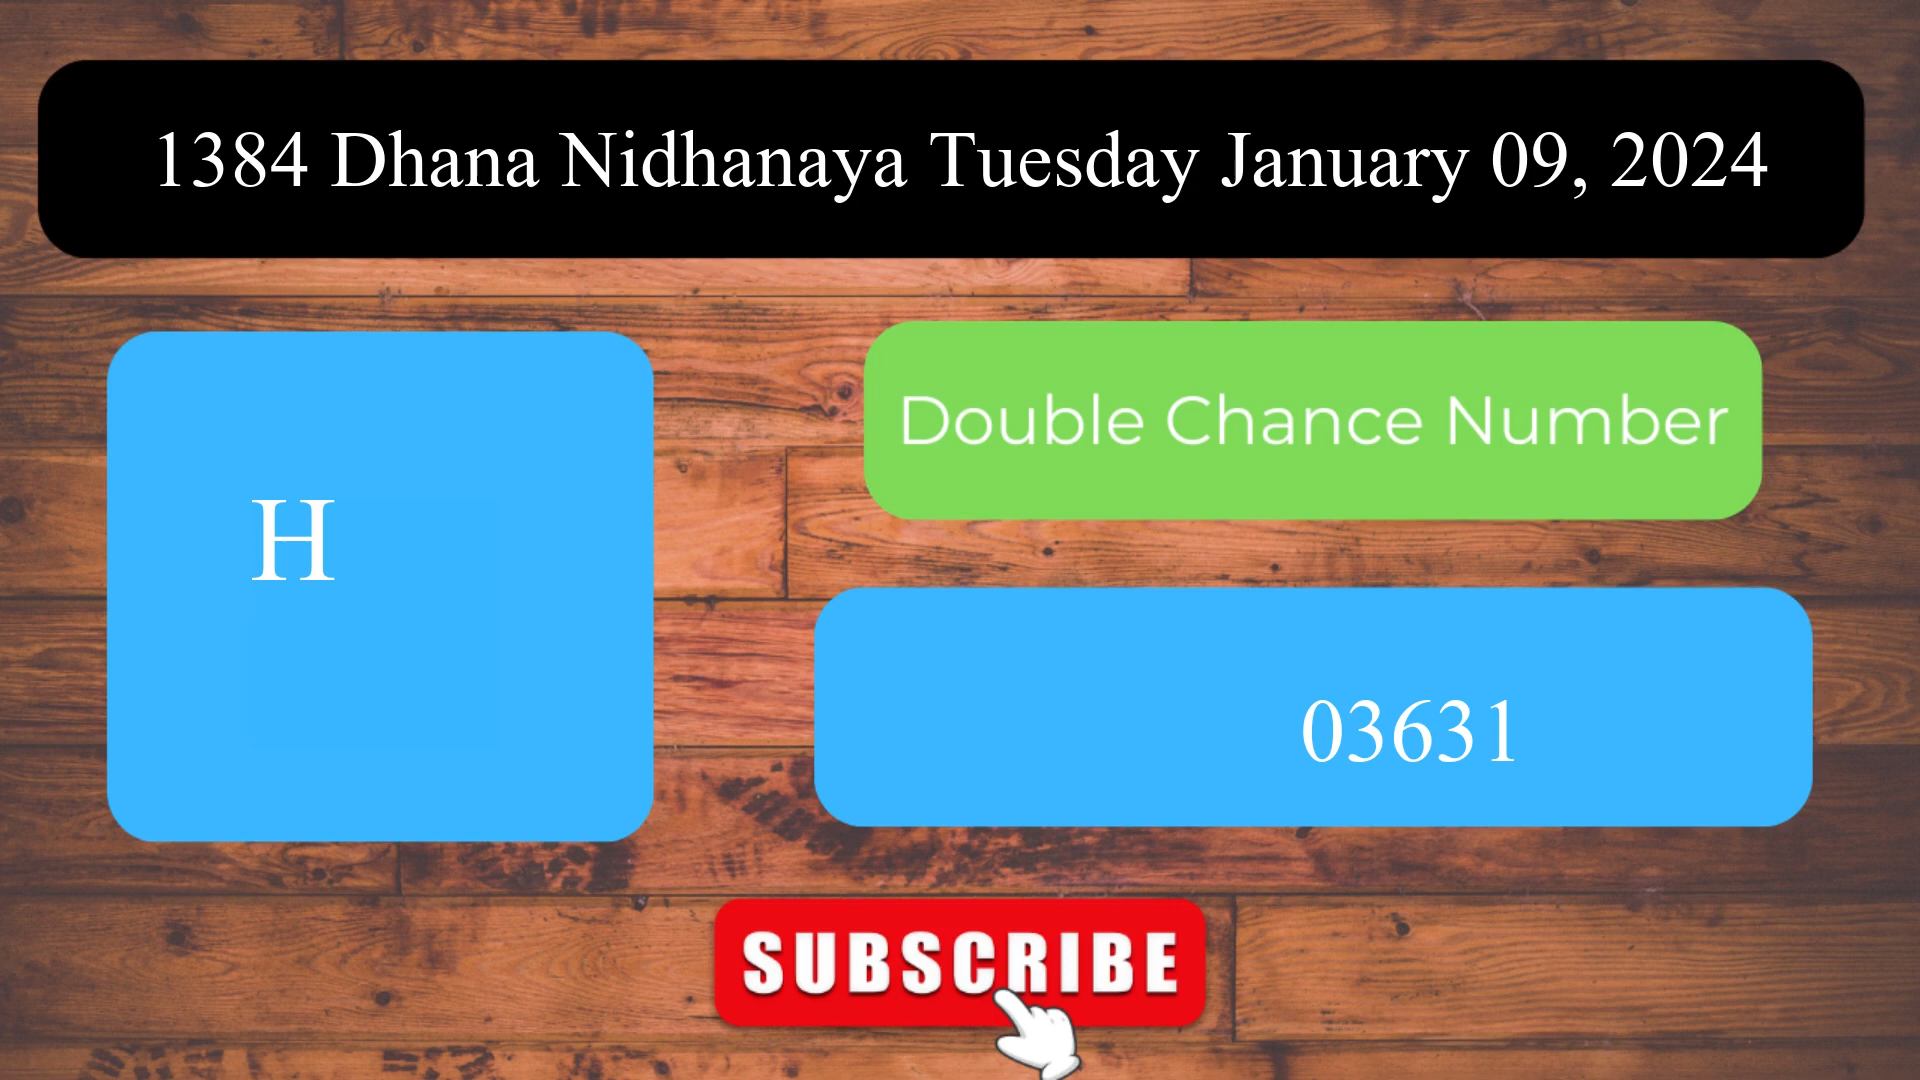 1384 Dhana Nidhanaya Tuesday January 09, 2024
H
Double Chance Number
03631
SUBSCRIBE